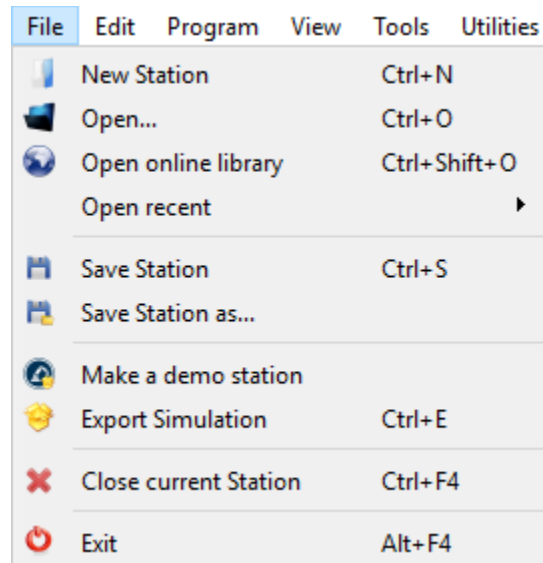 File Edit Program View Tools Utilities
New Station Ctrl+N
Open... Ctrl+O
Open online library Ctrl+Shift+O
Open recent
Save Station Ctrl+S
Save Station as...
Make a demo station
Export Simulation Ctrl+E
Close current Station Ctrl+F4
Exit Alt+F4